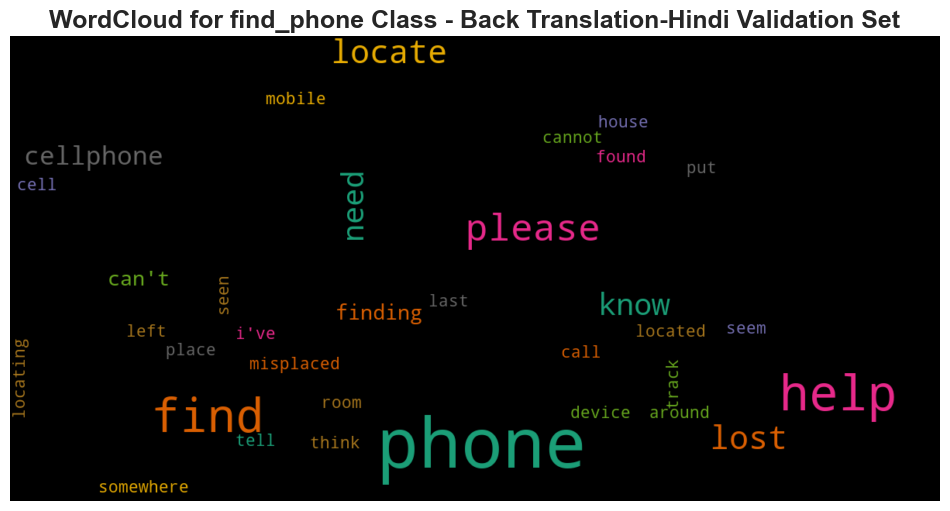 WordCloud for find_phone Class - Back Translation-Hindi Validation Set
locate
mobile
house
cannot
cellphone
found
put
cell
need
please
can't
seen
last
know
finding
left
i've
located
seem
place
call
misplaced
locating
track
help
find
room
device
around
phone
lost
tell
think
somewhere